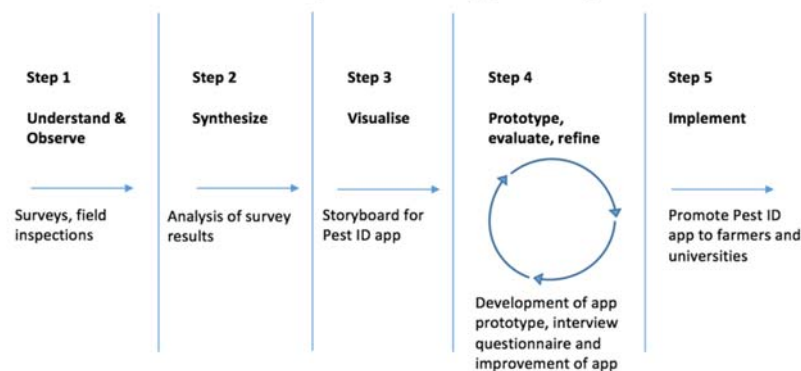 Step 1
Understand &
Observe
Surveys, field
inspections
Step 2
Synthesize
Analysis of survey
results
Step 3
Visualise
Storyboard for
Pest ID app
Step 4
Prototype,
evaluate, refine
Development of app
prototype, interview
questionnaire and
improvement of app
Step 5
Implement
Promote Pest ID
app to farmers and
universities